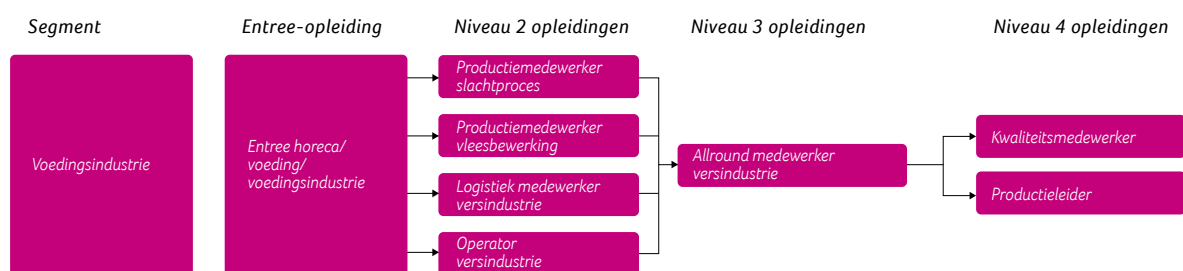 Segment
Entree-opleiding
Niveau 2 opleidingen
Niveau 3 opleidingen
Niveau 4 opleidingen
Voedingsindustrie
Entree horeca/
voeding/
voedingsindustrie
Productiemedewerker
slachtproces
Productiemedewerker
vleesbewerking
Logistiek medewerker
versindustrie
Operator
versindustrie
Allround medewerker
versindustrie
Kwaliteitsmedewerker
Productieleider